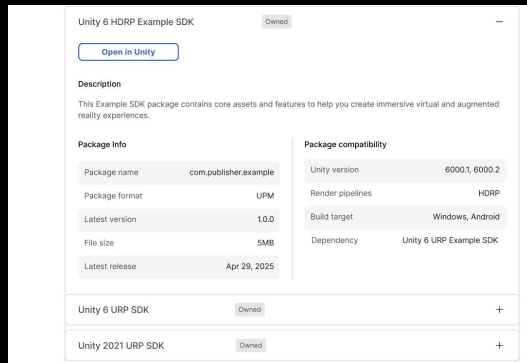 Unity 6 HDRP Example SDK Owned
Open in Unity
Description
This Example SDK package contains core assets and features to help you create immersive virtual and augmented
reality experiences.
Package Info
Package name com.publisher.example
Package format UPM
Latest version 1.0.0
File size 5MB
Latest release Apr 29, 2025
Package compatibility
Unity version 6000.1, 6000.2
Render pipelines HDRP
Build target Windows, Android
Dependency Unity 6 URP Example SDK
Unity 6 URP SDK Owned
Unity 2021 URP SDK Owned